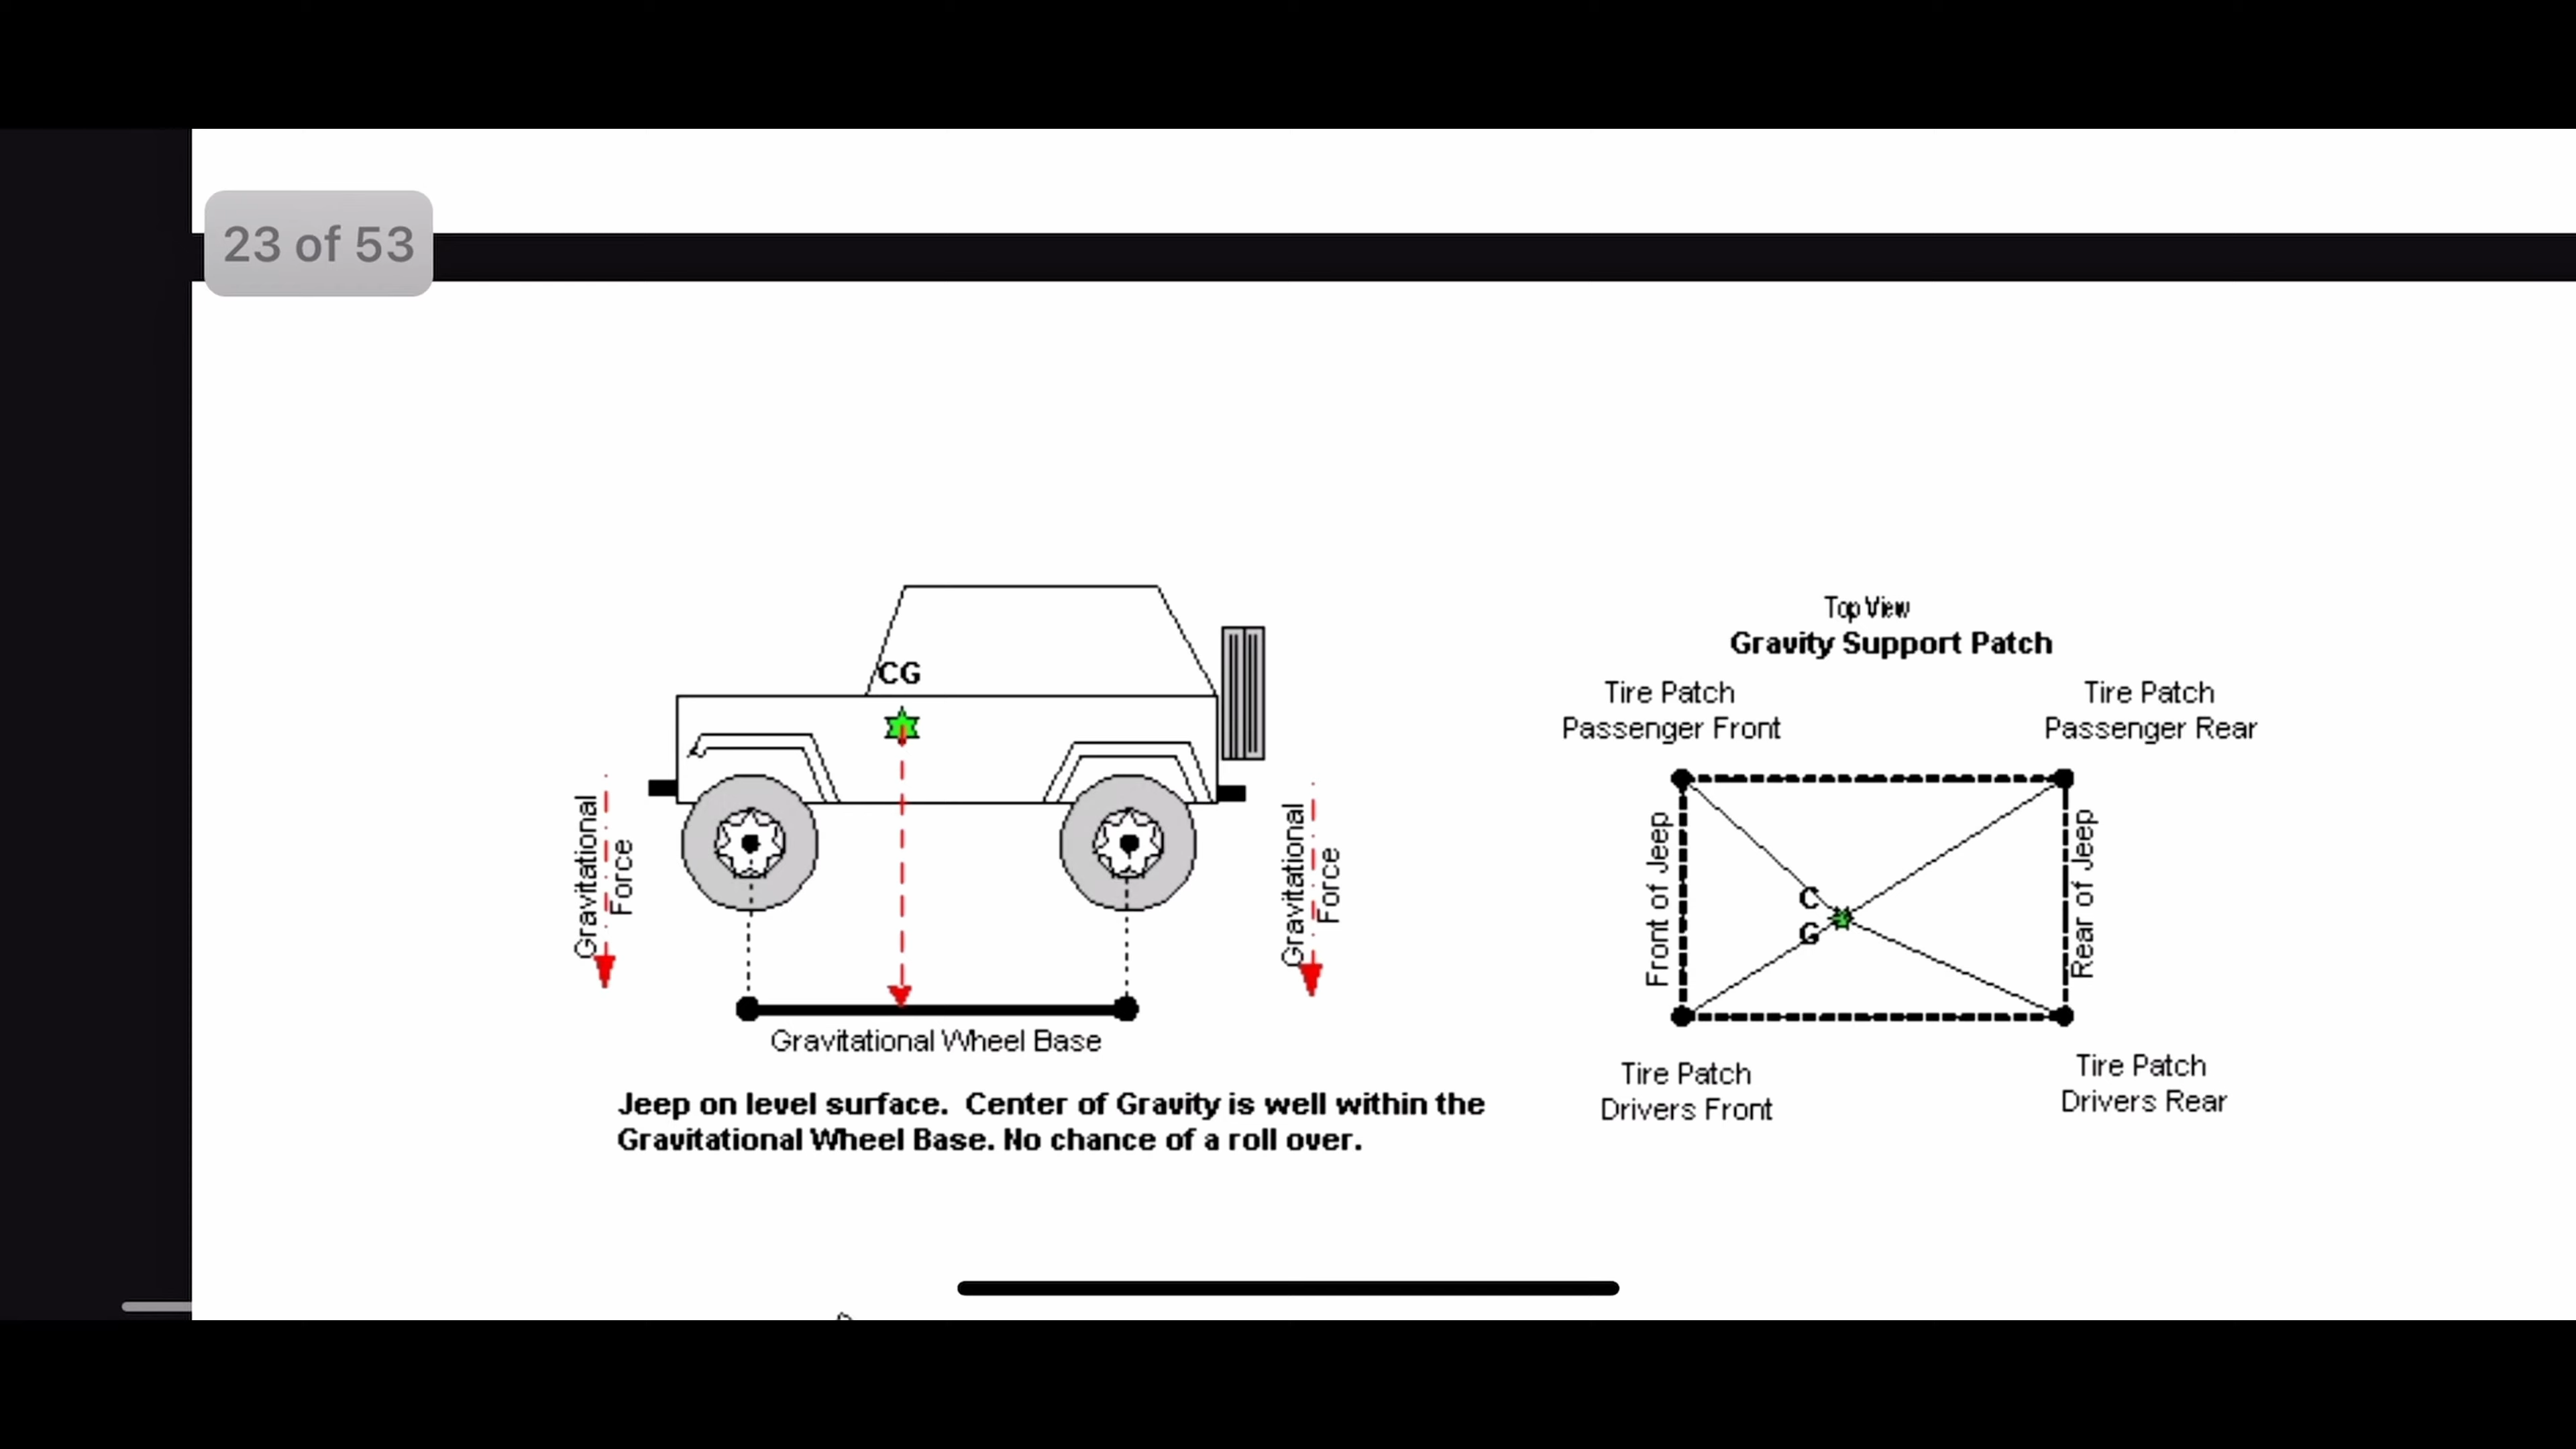 23 of 53
CG
Gravitational
Force
Gravitational
Force
Gravitational Wheel Base
Jeep on level surface.  Center of Gravity is well within the
Gravitational Wheel Base. No chance of a roll over.
Top View
Gravity Support Patch
Tire Patch
Passenger Front
Tire Patch
Passenger Rear
Front of Jeep
C
G
Rear of Jeep
Tire Patch
Drivers Front
Tire Patch
Drivers Rear